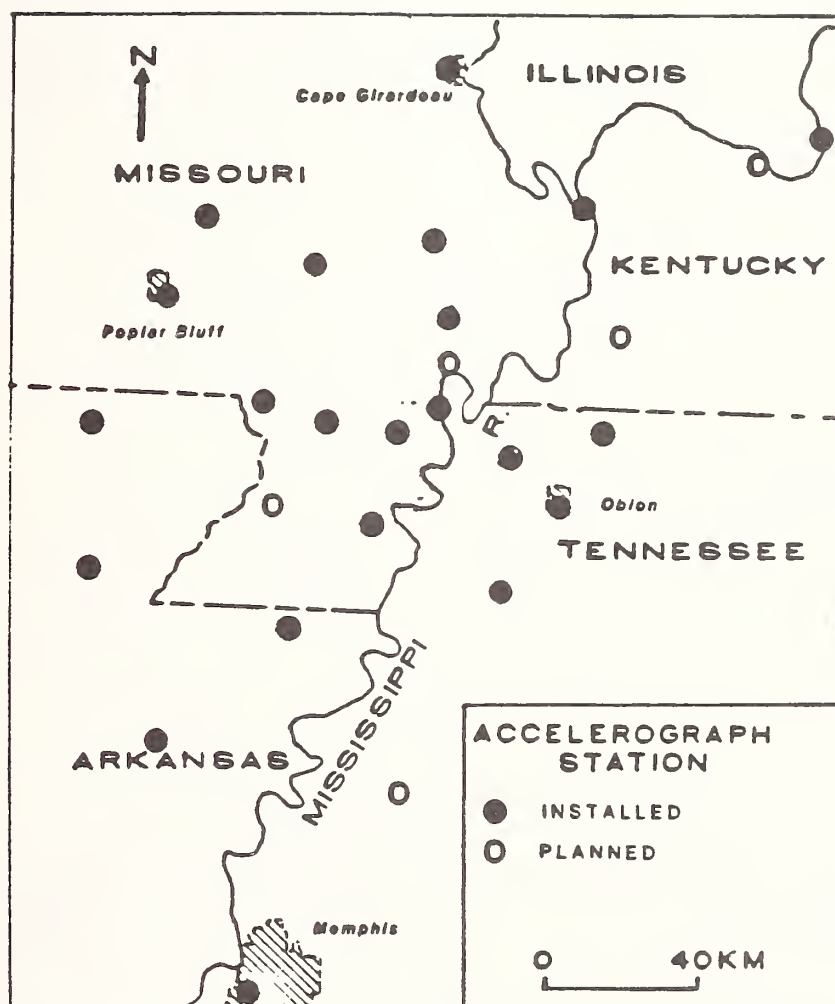 N
ILLINOIS
Cape Girardeau
MISSOURI
KENTUCKY
Poplar Bluff
R.
Obion
TENNESSEE
MISSISSIPPI
ARKANSAS
ACCELEROGRAPH
STATION
INSTALLED
PLANNED
Memphis
0 40KM